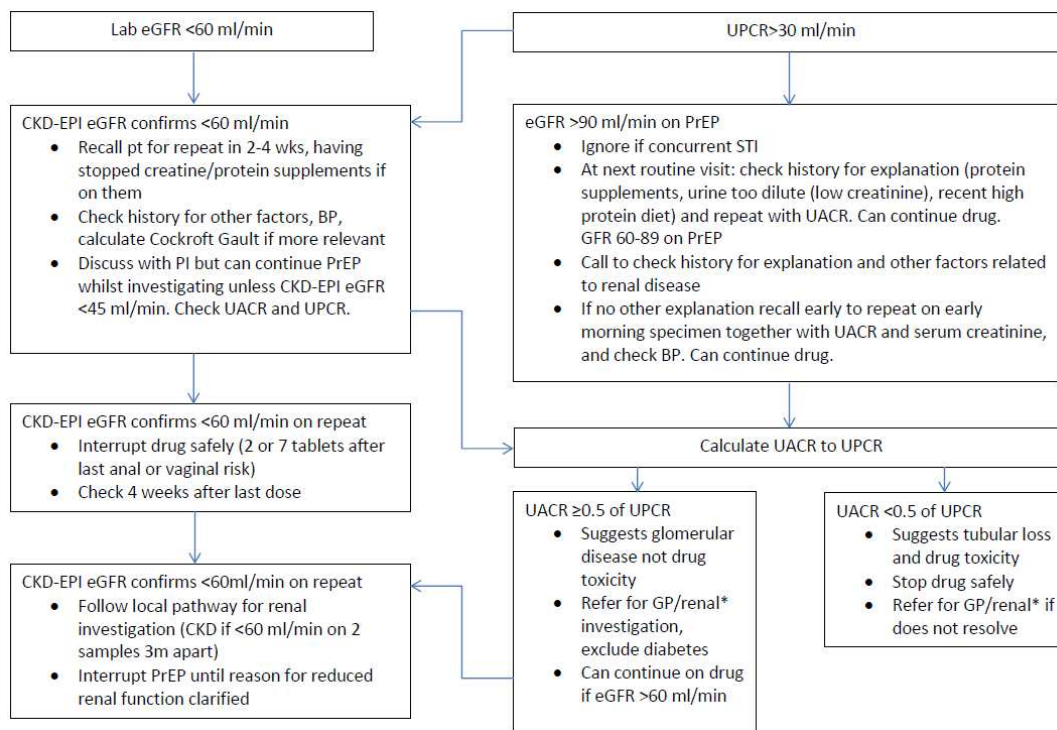 Lab eGFR <60 ml/min
UPCR>30 ml/min
CKD-EPI eGFR confirms <60 ml/min
• Recall pt for repeat in 2-4 wks, having
stopped creatine/protein supplements if
on them
• Check history for other factors, BP,
calculate Cockroft Gault if more relevant
• Discuss with PI but can continue PrEP
whilst investigating unless CKD-EPI eGFR
<45 ml/min. Check UACR and UPCR.
eGFR >90 ml/min on PrEP
• Ignore if concurrent STI
• At next routine visit: check history for explanation (protein
supplements, urine too dilute (low creatinine), recent high
protein diet) and repeat with UACR. Can continue drug.
GFR 60-89 on PrEP
• Call to check history for explanation and other factors related
to renal disease
• If no other explanation recall early to repeat on early
morning specimen together with UACR and serum creatinine,
and check BP. Can continue drug.
CKD-EPI eGFR confirms <60 ml/min on repeat
• Interrupt drug safely (2 or 7 tablets after
last anal or vaginal risk)
• Check 4 weeks after last dose
Calculate UACR to UPCR
CKD-EPI eGFR confirms <60ml/min on repeat
• Follow local pathway for renal
investigation (CKD if <60 ml/min on 2
samples 3m apart)
• Interrupt PrEP until reason for reduced
renal function clarified
UACR ≥0.5 of UPCR
• Suggests glomerular
disease not drug
toxicity
• Refer for GP/renal*
investigation,
exclude diabetes
• Can continue on drug
if eGFR >60 ml/min
UACR <0.5 of UPCR
• Suggests tubular loss
and drug toxicity
• Stop drug safely
• Refer for GP/renal* if
does not resolve